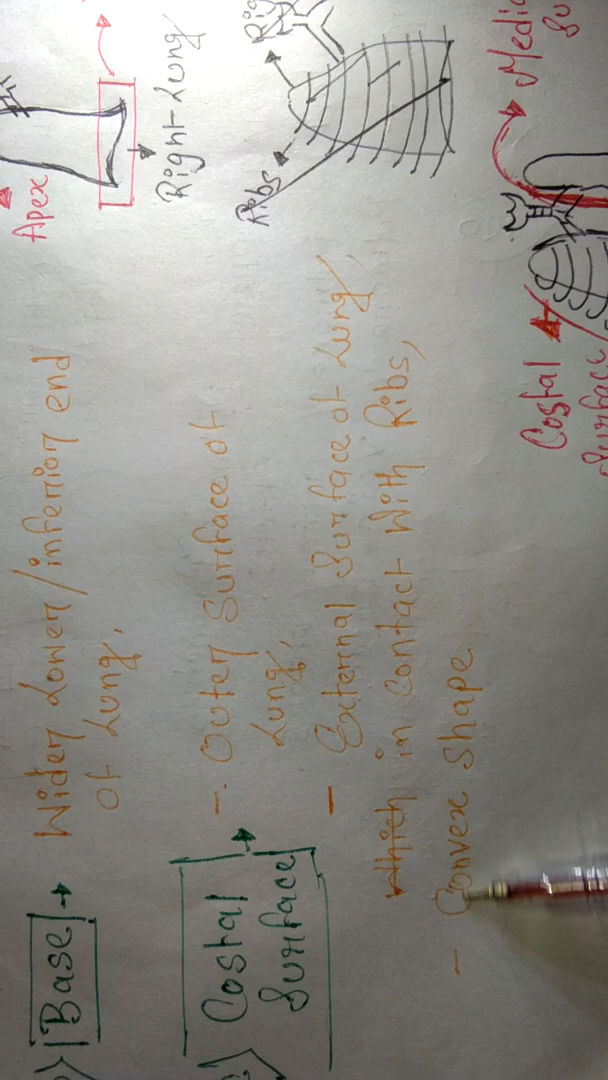 Base → Wider Lower/inferior end
of Lung,
Costal
Surface → -. Outer Surface of
Lung,
- External Surface of Lung,
which in contact with Ribs,
- Convex shape
Apex
Right Lung
Ribs
Costal
Surface